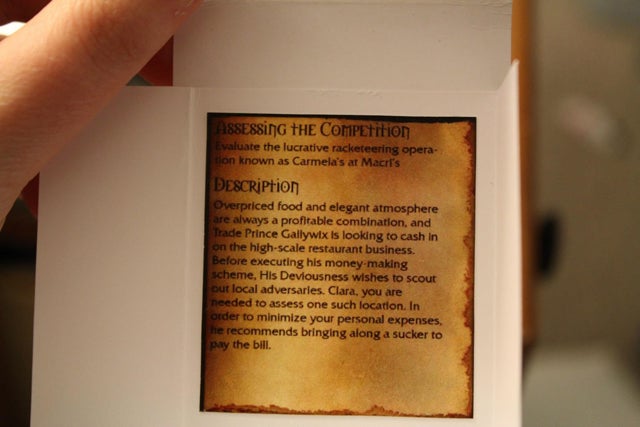 Assessing the Competition
Evaluate the lucrative racketeering opera-
tion known as Carmela's at Macri's
Description
Overpriced food and elegant atmosphere
are always a profitable combination, and
Trade Prince Gallywix is looking to cash in
on the high-scale restaurant business.
Before executing his money-making
scheme, His Deviousness wishes to scout
out local adversaries. Clara, you are
needed to assess one such location. In
order to minimize your personal expenses,
he recommends bringing along a sucker to
pay the bill.